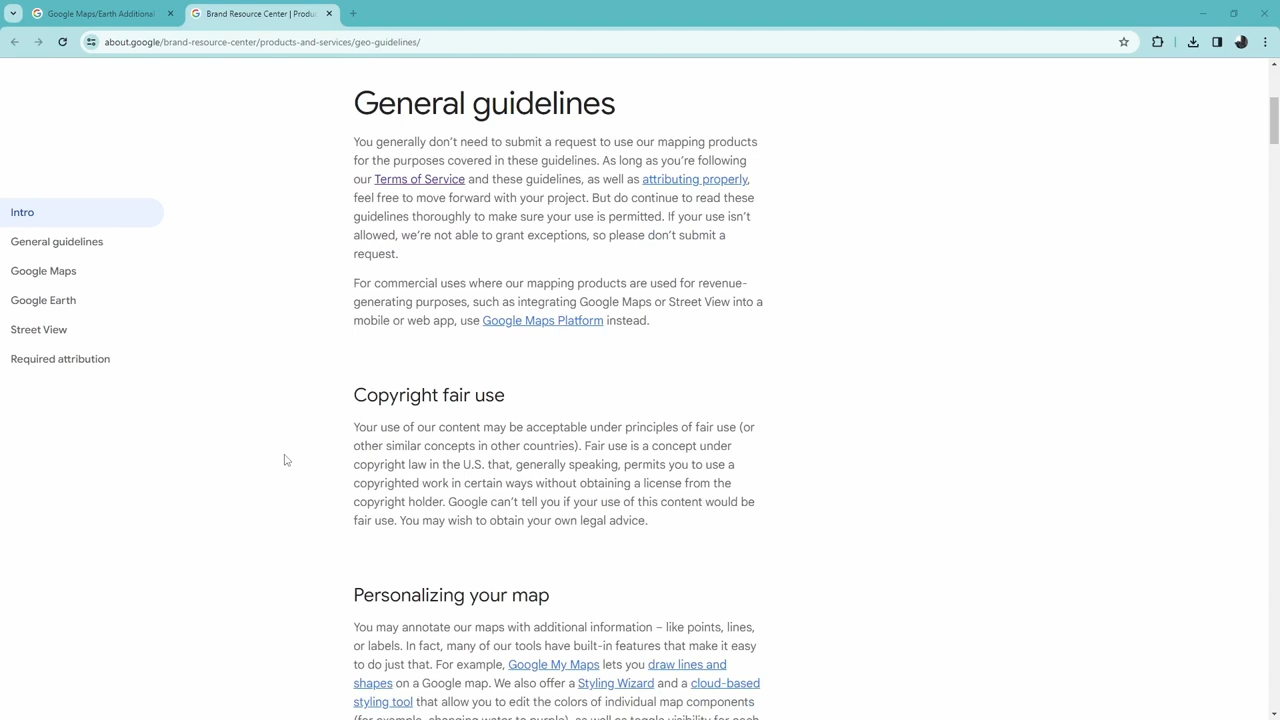 Google Maps/Earth Additional
Brand Resource Center | Produc
about.google/brand-resource-center/products-and-services/geo-guidelines/
Intro
General guidelines
Google Maps
Google Earth
Street View
Required attribution
General guidelines
You generally don’t need to submit a request to use our mapping products
for the purposes covered in these guidelines. As long as you’re following
our Terms of Service and these guidelines, as well as attributing properly,
feel free to move forward with your project. But do continue to read these
guidelines thoroughly to make sure your use is permitted. If your use isn’t
allowed, we’re not able to grant exceptions, so please don’t submit a
request.
For commercial uses where our mapping products are used for revenue-
generating purposes, such as integrating Google Maps or Street View into a
mobile or web app, use Google Maps Platform instead.
Copyright fair use
Your use of our content may be acceptable under principles of fair use (or
other similar concepts in other countries). Fair use is a concept under
copyright law in the U.S. that, generally speaking, permits you to use a
copyrighted work in certain ways without obtaining a license from the
copyright holder. Google can’t tell you if your use of this content would be
fair use. You may wish to obtain your own legal advice.
Personalizing your map
You may annotate our maps with additional information – like points, lines,
or labels. In fact, many of our tools have built-in features that make it easy
to do just that. For example, Google My Maps lets you draw lines and
shapes on a Google map. We also offer a Styling Wizard and a cloud-based
styling tool that allow you to edit the colors of individual map components
(for example, changing water to purple), as well as toggle visibility for each